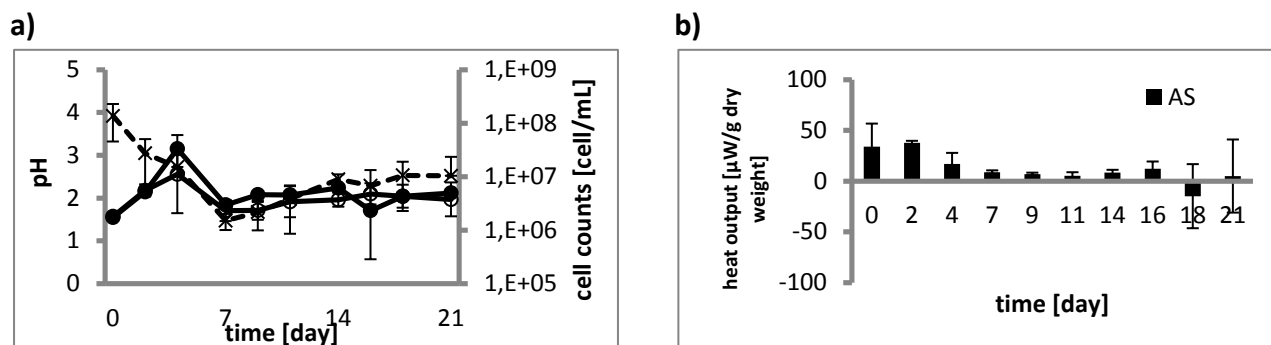 a)
5
4
3
2
1
0
pH
0
7
14
21
time [day]
1,E+09
1,E+08
1,E+07
1,E+06
1,E+05
cell counts [cell/mL]
b)
100
50
0
-50
-100
heat output [µW/g dry
weight]
AS
0 2 4 7 9 11 14 16 18 21
time [day]